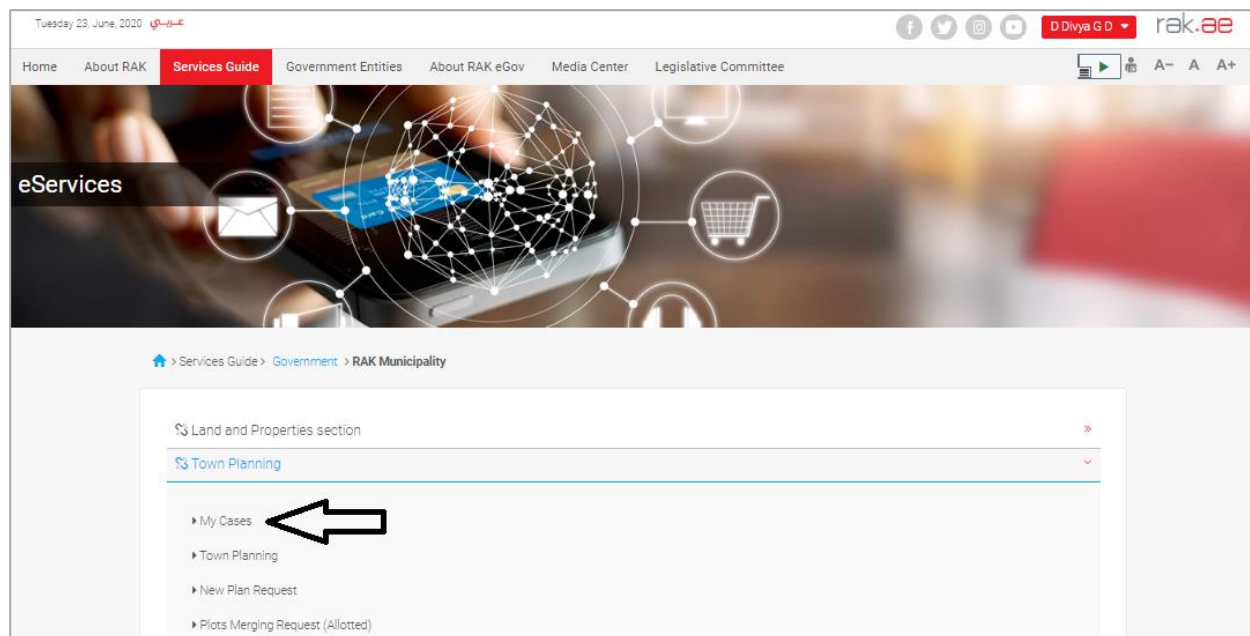 Tuesday 23, June, 2020 عربي
D Divya G D
rak.ae
Home About RAK Services Guide Government Entities About RAK eGov Media Center Legislative Committee A- A A+
eServices
> Services Guide > Government > RAK Municipality
Land and Properties section »
Town Planning
My Cases
Town Planning
New Plan Request
Plots Merging Request (Allotted)